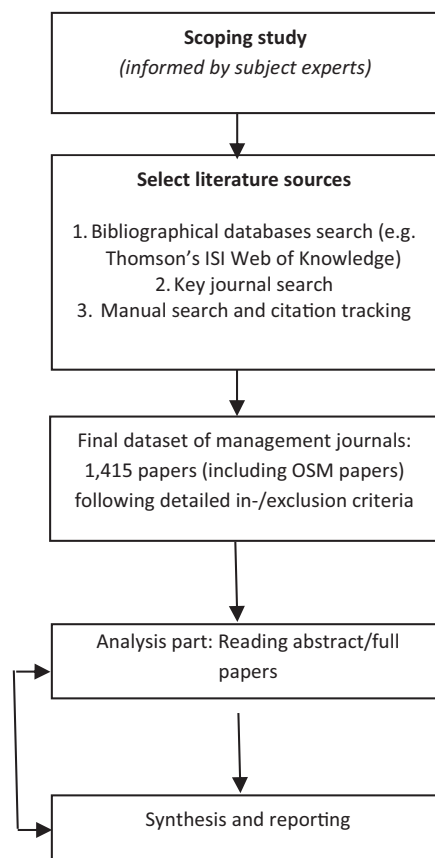 Scoping study
(informed by subject experts)
Select literature sources
1. Bibliographical databases search (e.g.
Thomson’s ISI Web of Knowledge)
2. Key journal search
3. Manual search and citation tracking
Final dataset of management journals:
1,415 papers (including OSM papers)
following detailed in-/exclusion criteria
Analysis part: Reading abstract/full
papers
Synthesis and reporting